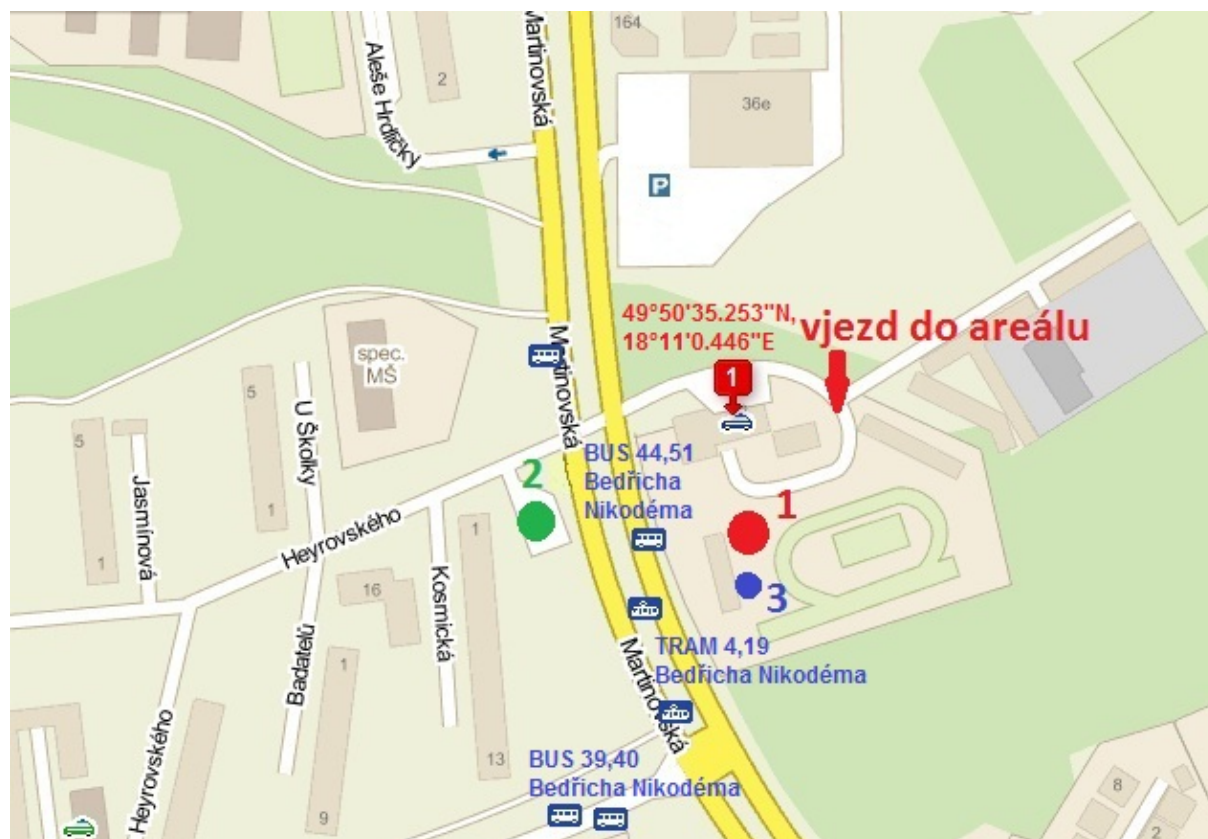 Martinovská
164
Aleše Hrdličky
2
36e
P
49°50'35.253"N,
18°11'0.446"E
vjezd do areálu
1
spec.
MŠ
Martinovská
5
U Školky
5
BUS 44,51
Bedřicha
Nikodéma
2
1
Jasmínová
1
1
Heyrovského
1
16
Kosmická
3
TRAM 4,19
Bedřicha Nikodéma
Martinovská
Badatelů
1
Heyrovského
13
BUS 39,40
Bedřicha Nikodéma
8
9
2